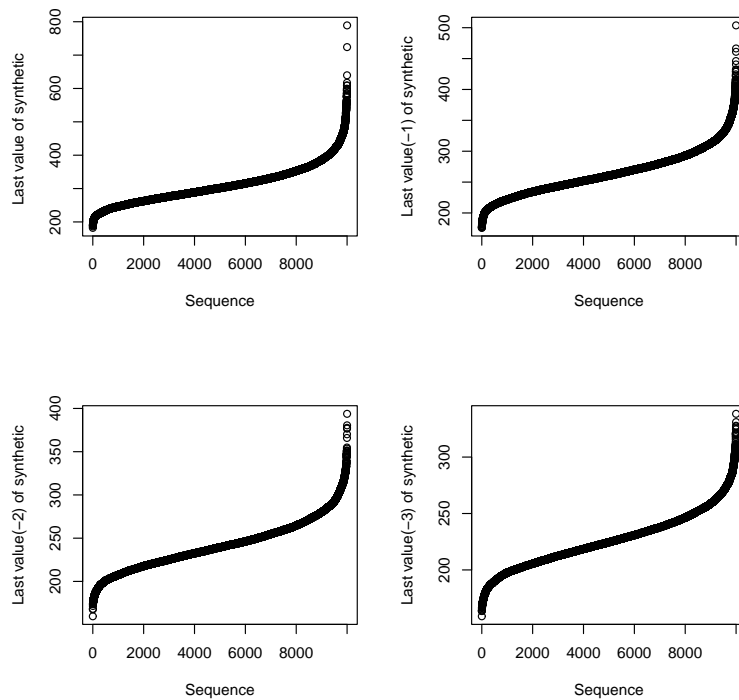 Last value of synthetic
800
600
400
200
0 2000 4000 6000 8000
Sequence
Last value(−1) of synthetic
500
400
300
200
0 2000 4000 6000 8000
Sequence
Last value(−2) of synthetic
400
350
300
250
200
0 2000 4000 6000 8000
Sequence
Last value(−3) of synthetic
300
250
200
0 2000 4000 6000 8000
Sequence